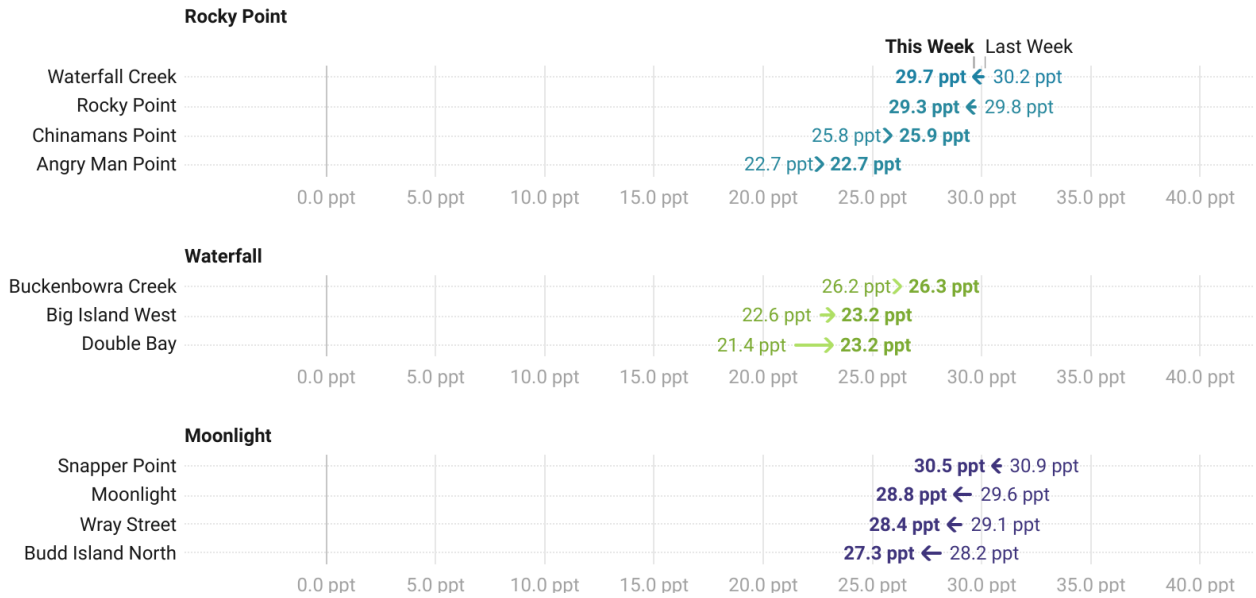 Rocky Point
This Week Last Week
Waterfall Creek 29.7 ppt 30.2 ppt
Rocky Point 29.3 ppt 29.8 ppt
Chinamans Point 25.8 ppt 25.9 ppt
Angry Man Point 22.7 ppt 22.7 ppt
0.0 ppt 5.0 ppt 10.0 ppt 15.0 ppt 20.0 ppt 25.0 ppt 30.0 ppt 35.0 ppt 40.0 ppt
Waterfall
Buckenbowra Creek 26.2 ppt 26.3 ppt
Big Island West 22.6 ppt 23.2 ppt
Double Bay 21.4 ppt 23.2 ppt
0.0 ppt 5.0 ppt 10.0 ppt 15.0 ppt 20.0 ppt 25.0 ppt 30.0 ppt 35.0 ppt 40.0 ppt
Moonlight
Snapper Point 30.5 ppt 30.9 ppt
Moonlight 28.8 ppt 29.6 ppt
Wray Street 28.4 ppt 29.1 ppt
Budd Island North 27.3 ppt 28.2 ppt
0.0 ppt 5.0 ppt 10.0 ppt 15.0 ppt 20.0 ppt 25.0 ppt 30.0 ppt 35.0 ppt 40.0 ppt